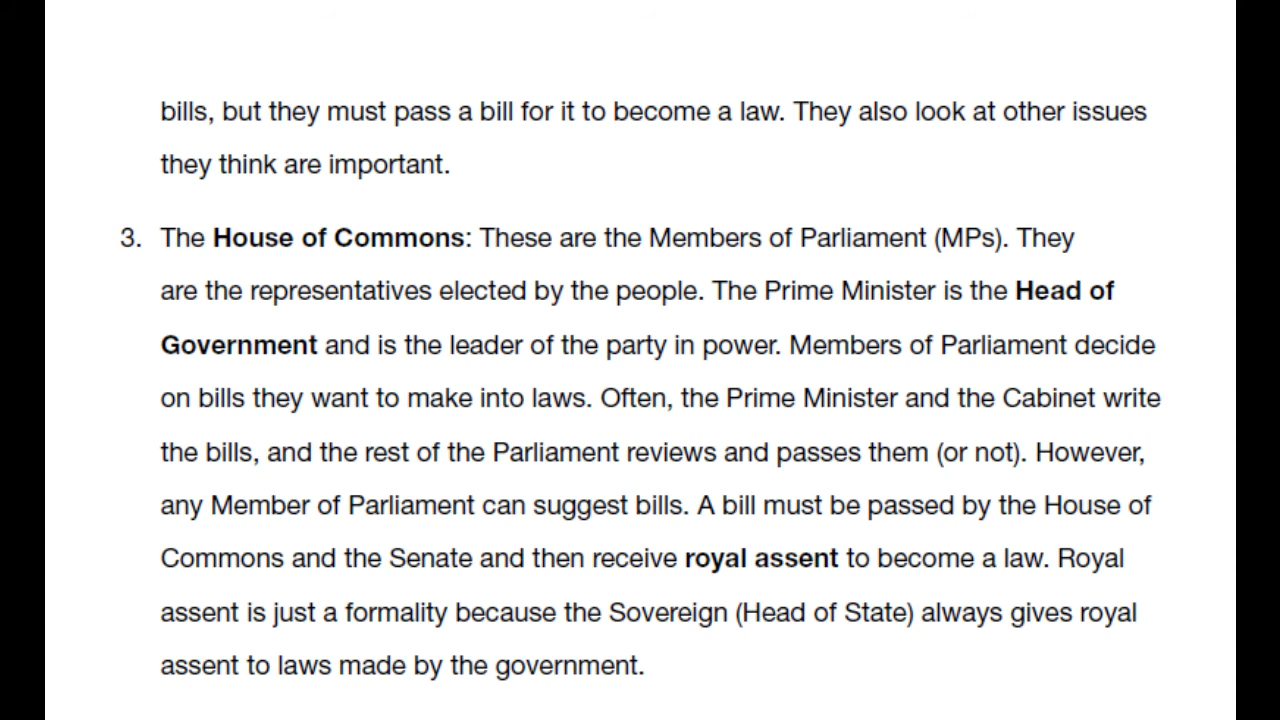 bills, but they must pass a bill for it to become a law. They also look at other issues
they think are important.
3. The House of Commons: These are the Members of Parliament (MPs). They
are the representatives elected by the people. The Prime Minister is the Head of
Government and is the leader of the party in power. Members of Parliament decide
on bills they want to make into laws. Often, the Prime Minister and the Cabinet write
the bills, and the rest of the Parliament reviews and passes them (or not). However,
any Member of Parliament can suggest bills. A bill must be passed by the House of
Commons and the Senate and then receive royal assent to become a law. Royal
assent is just a formality because the Sovereign (Head of State) always gives royal
assent to laws made by the government.